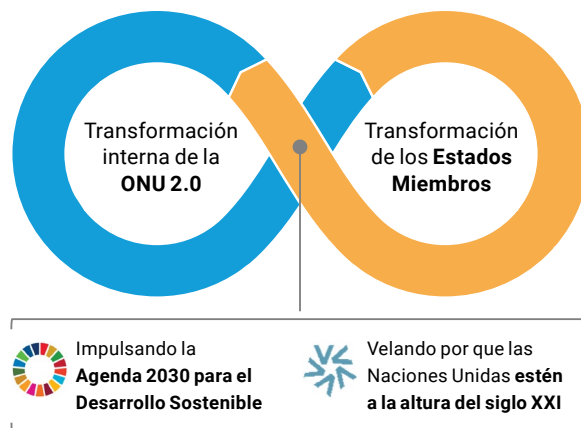 Transformación
interna de la
ONU 2.0
Transformación
de los Estados
Miembros
Impulsando la
Agenda 2030 para el
Desarrollo Sostenible
Velando por que las
Naciones Unidas estén
a la altura del siglo XXI